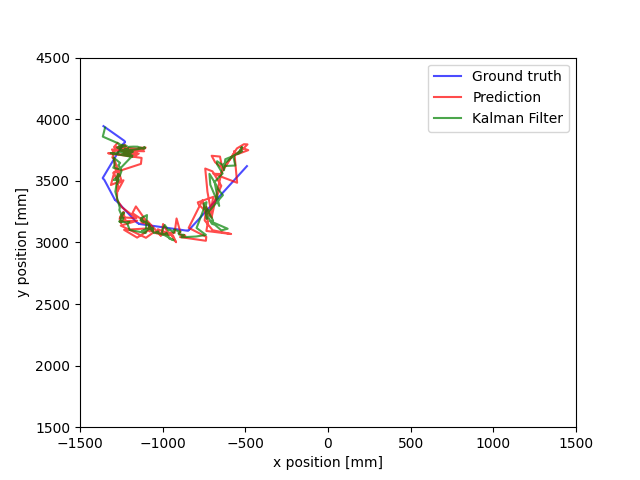 4500
4000
3500
3000
2500
2000
1500
y position [mm]
Ground truth
Prediction
Kalman Filter
−1500
−1000
−500
0
500
1000
1500
x position [mm]